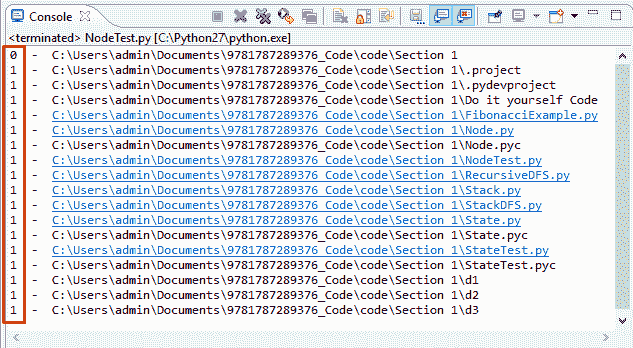 Console
<terminated> NodeTest.py [C:\Python27\python.exe]
0 - C:\Users\admin\Documents\9781787289376_Code\code\Section 1
1 - C:\Users\admin\Documents\9781787289376_Code\code\Section 1\.project
1 - C:\Users\admin\Documents\9781787289376_Code\code\Section 1\.pydevproject
1 - C:\Users\admin\Documents\9781787289376_Code\code\Section 1\Do it yourself Code
1 - C:\Users\admin\Documents\9781787289376_Code\code\Section 1\FibonacciExample.py
1 - C:\Users\admin\Documents\9781787289376_Code\code\Section 1\Node.py
1 - C:\Users\admin\Documents\9781787289376_Code\code\Section 1\Node.pyc
1 - C:\Users\admin\Documents\9781787289376_Code\code\Section 1\NodeTest.py
1 - C:\Users\admin\Documents\9781787289376_Code\code\Section 1\RecursiveDFS.py
1 - C:\Users\admin\Documents\9781787289376_Code\code\Section 1\Stack.py
1 - C:\Users\admin\Documents\9781787289376_Code\code\Section 1\StackDFS.py
1 - C:\Users\admin\Documents\9781787289376_Code\code\Section 1\State.py
1 - C:\Users\admin\Documents\9781787289376_Code\code\Section 1\State.pyc
1 - C:\Users\admin\Documents\9781787289376_Code\code\Section 1\StateTest.py
1 - C:\Users\admin\Documents\9781787289376_Code\code\Section 1\StateTest.pyc
1 - C:\Users\admin\Documents\9781787289376_Code\code\Section 1\d1
1 - C:\Users\admin\Documents\9781787289376_Code\code\Section 1\d2
1 - C:\Users\admin\Documents\9781787289376_Code\code\Section 1\d3